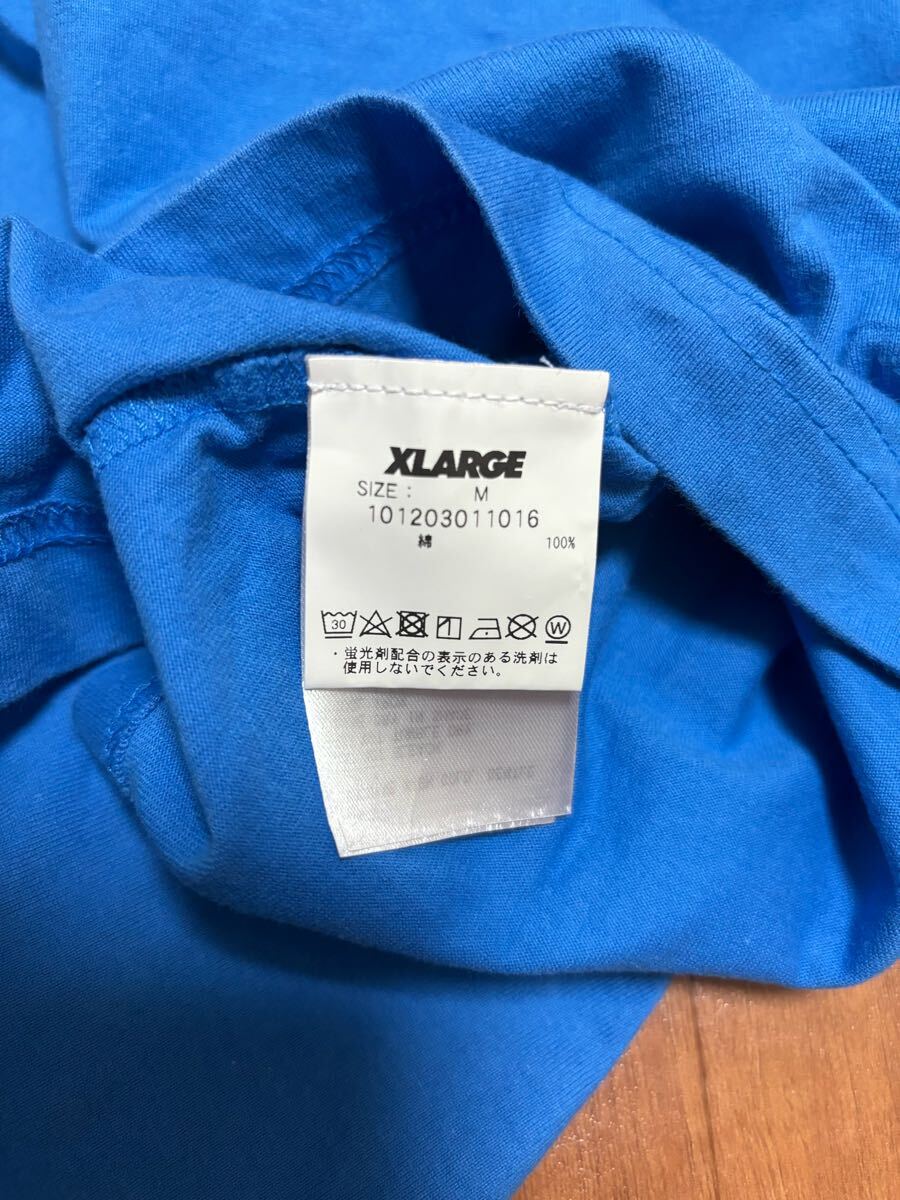 XLARGE
SIZE : M
101203011016
綿 100%
30 W
・蛍光剤配合の表示のある洗剤は
使用しないでください。